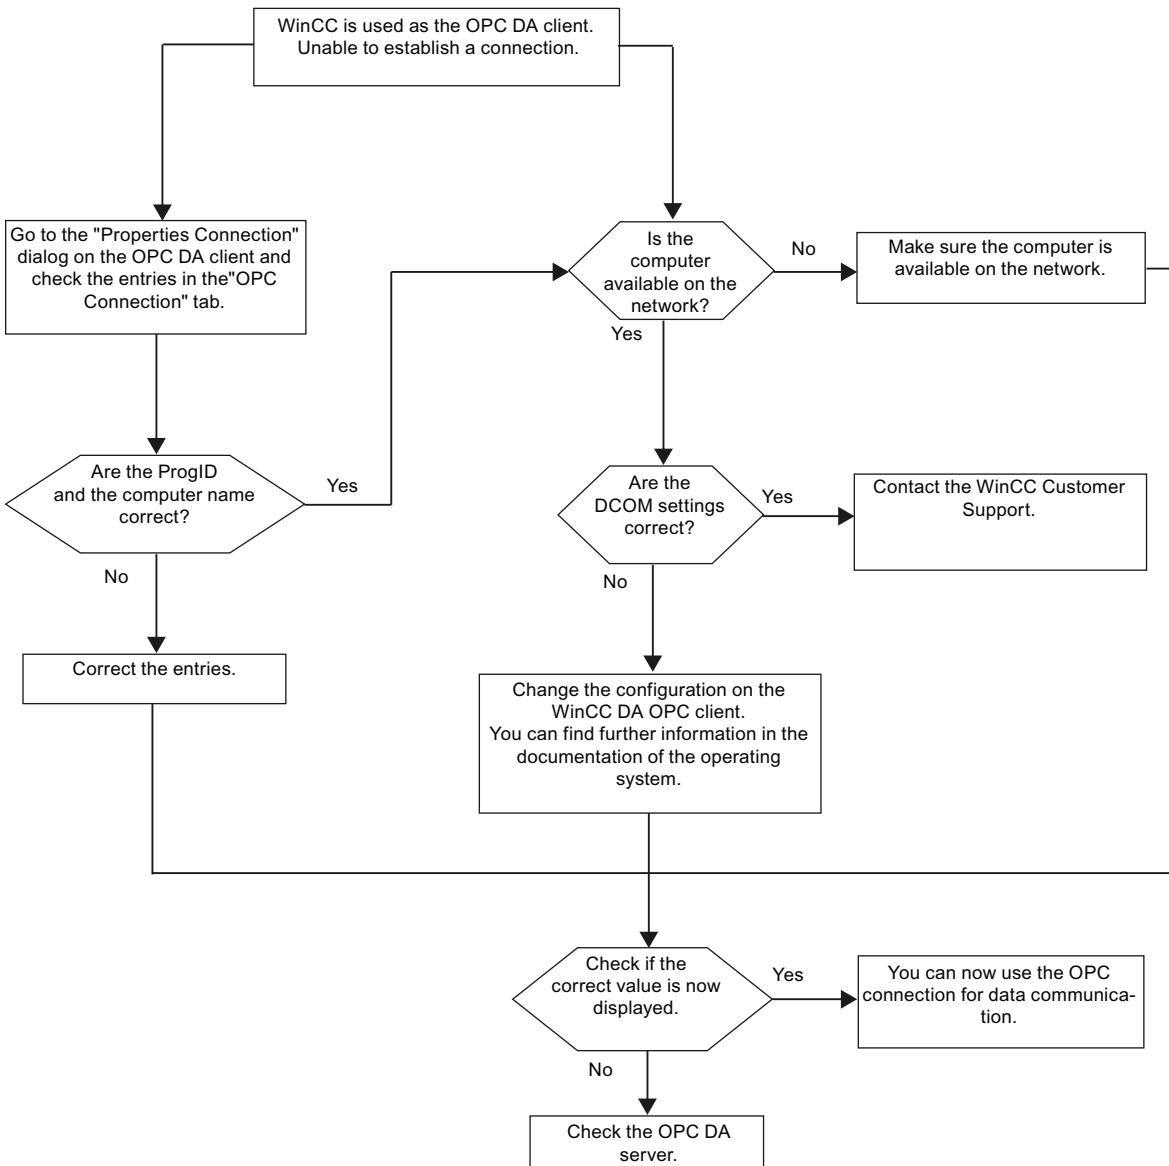 WinCC is used as the OPC DA client.
Unable to establish a connection.
Go to the "Properties Connection"
dialog on the OPC DA client and
check the entries in the"OPC
Connection" tab.
Is the
computer
available on the
network?
No
Make sure the computer is
available on the network.
Yes
Are the ProgID
and the computer name
correct?
Yes
Are the
DCOM settings
correct?
Yes
Contact the WinCC Customer
Support.
No
No
Correct the entries.
Change the configuration on the
WinCC DA OPC client.
You can find further information in the
documentation of the operating
system.
Check if the
correct value is now
displayed.
Yes
You can now use the OPC
connection for data communica-
tion.
No
Check the OPC DA
server.